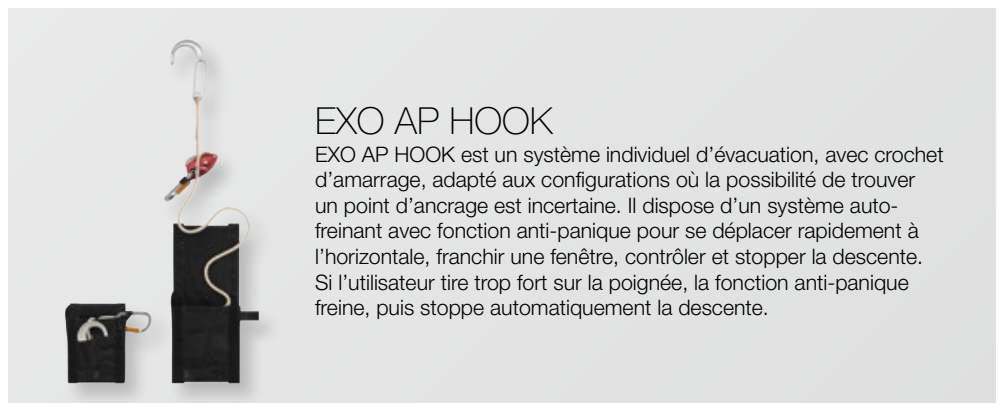 EXO AP HOOK
EXO AP HOOK est un système individuel d’évacuation, avec crochet
d’amarrage, adapté aux configurations où la possibilité de trouver
un point d’ancrage est incertaine. Il dispose d’un système auto-
freinant avec fonction anti-panique pour se déplacer rapidement à
l’horizontale, franchir une fenêtre, contrôler et stopper la descente.
Si l’utilisateur tire trop fort sur la poignée, la fonction anti-panique
freine, puis stoppe automatiquement la descente.